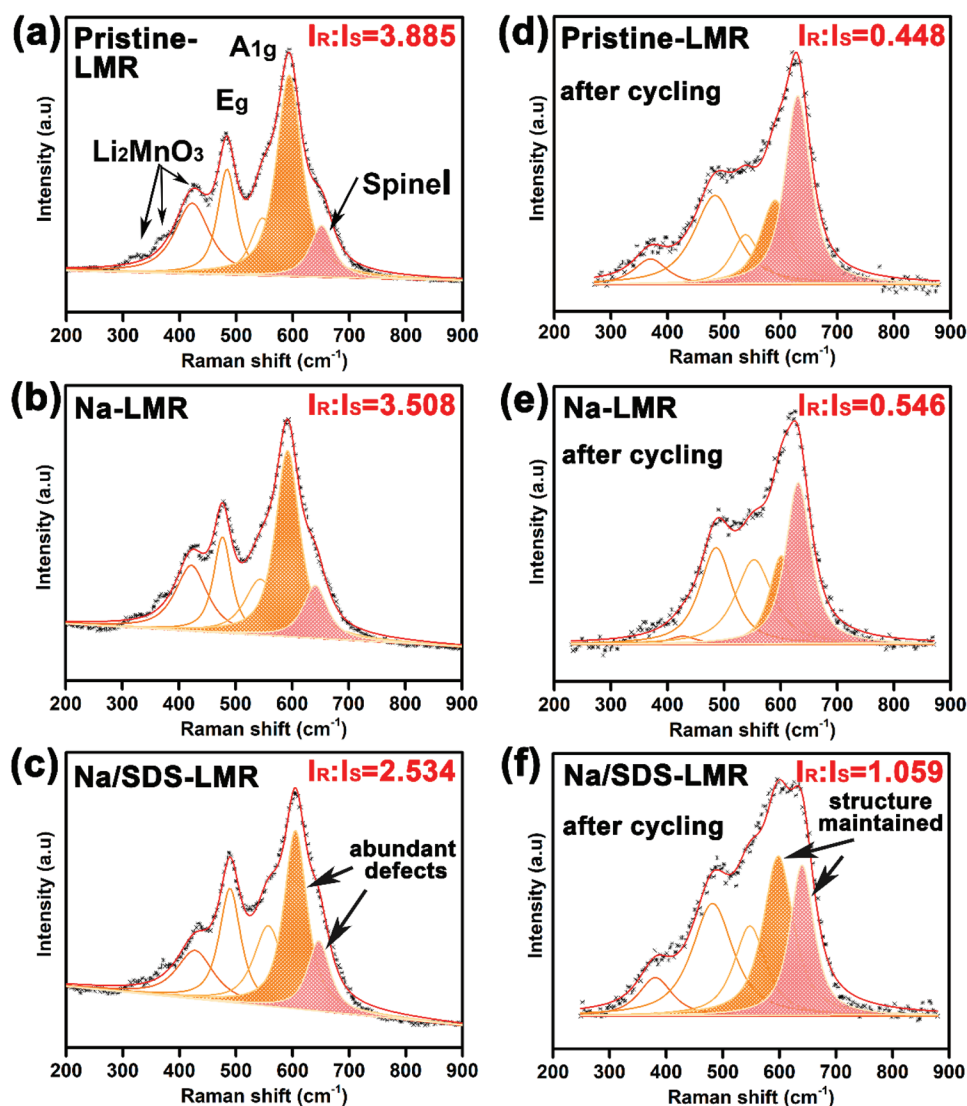 (a) Pristine-LMR IR:IS=3.885
A1g
Eg
Li2MnO3
Spinel
Intensity (a.u)
200 300 400 500 600 700 800 900
Raman shift (cm-1)
(d) Pristine-LMR IR:IS=0.448
after cycling
Intensity (a.u)
200 300 400 500 600 700 800 900
Raman shift (cm-1)
(b) Na-LMR IR:IS=3.508
Intensity (a.u)
200 300 400 500 600 700 800 900
Raman shift (cm-1)
(e) Na-LMR IR:IS=0.546
after cycling
Intensity (a.u)
200 300 400 500 600 700 800 900
Raman shift (cm-1)
(c) Na/SDS-LMR IR:IS=2.534
abundant
defects
Intensity (a.u)
200 300 400 500 600 700 800 900
Raman shift (cm-1)
(f) Na/SDS-LMR IR:IS=1.059
after cycling
structure
maintained
Intensity (a.u)
200 300 400 500 600 700 800 900
Raman shift (cm-1)